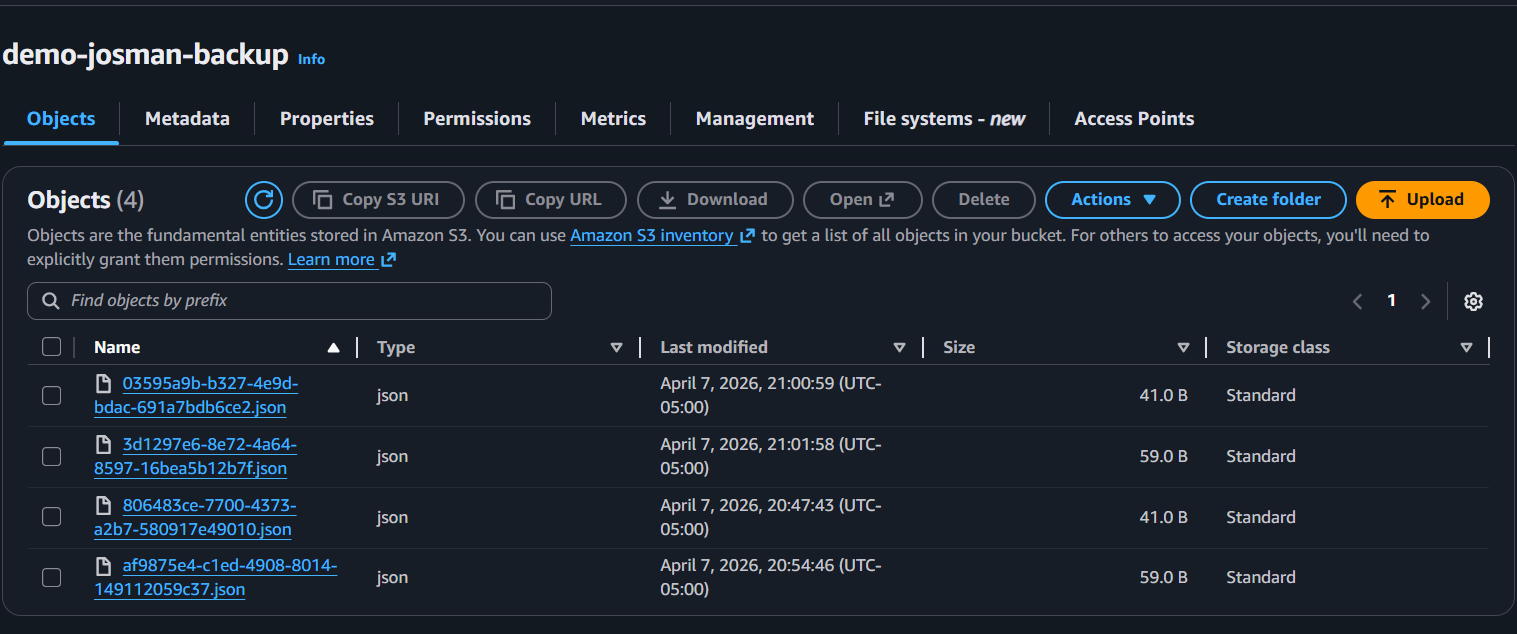 demo-josman-backup Info
Objects Metadata Properties Permissions Metrics Management File systems - new Access Points
Objects (4) Copy S3 URI Copy URL Download Open Delete Actions Create folder Upload
Objects are the fundamental entities stored in Amazon S3. You can use Amazon S3 inventory to get a list of all objects in your bucket. For others to access your objects, you'll need to
explicitly grant them permissions. Learn more
Find objects by prefix 1
Name Type Last modified Size Storage class
03595a9b-b327-4e9d-
bdac-691a7bdb6ce2.json json April 7, 2026, 21:00:59 (UTC-
05:00) 41.0 B Standard
3d1297e6-8e72-4a64-
8597-16bea5b12b7f.json json April 7, 2026, 21:01:58 (UTC-
05:00) 59.0 B Standard
806483ce-7700-4373-
a2b7-580917e49010.json json April 7, 2026, 20:47:43 (UTC-
05:00) 41.0 B Standard
af9875e4-c1ed-4908-8014-
149112059c37.json json April 7, 2026, 20:54:46 (UTC-
05:00) 59.0 B Standard